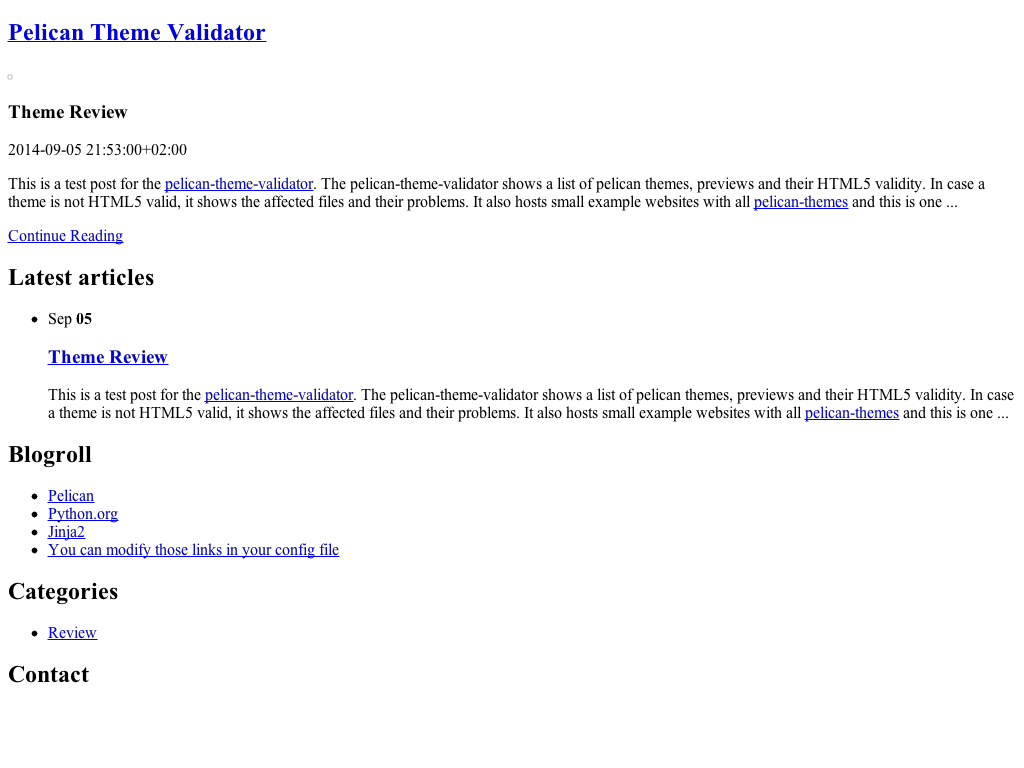 Pelican Theme Validator
Theme Review
2014-09-05 21:53:00+02:00
This is a test post for the pelican-theme-validator. The pelican-theme-validator shows a list of pelican themes, previews and their HTML5 validity. In case a
theme is not HTML5 valid, it shows the affected files and their problems. It also hosts small example websites with all pelican-themes and this is one ...
Continue Reading
Latest articles
Sep 05
Theme Review
This is a test post for the pelican-theme-validator. The pelican-theme-validator shows a list of pelican themes, previews and their HTML5 validity. In case
a theme is not HTML5 valid, it shows the affected files and their problems. It also hosts small example websites with all pelican-themes and this is one ...
Blogroll
Pelican
Python.org
Jinja2
You can modify those links in your config file
Categories
Review
Contact